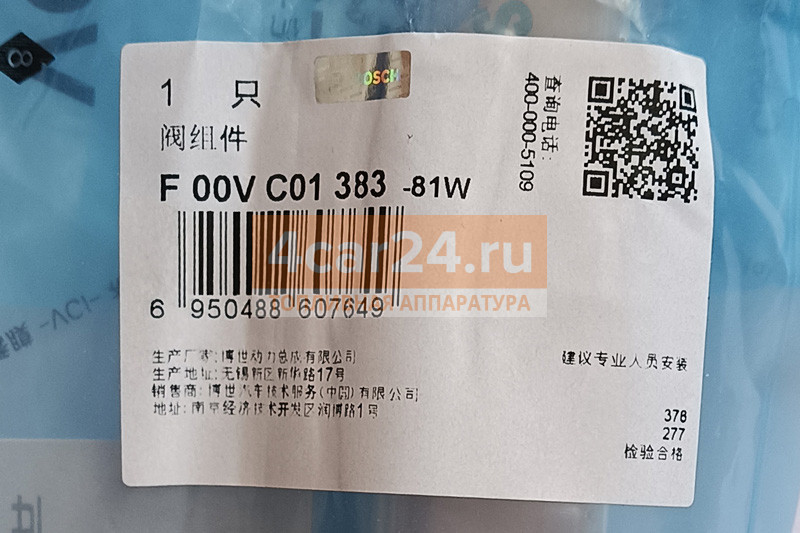 1 只
OSCH
阀组件
F 00V C01 383 -81W
查询电话:
400-000-5109
4car24.ru
ТОПЛИВНАЯ АППАРАТУРА
6 950488 607649
生产厂家: 博世动力总成有限公司
生产地址: 无锡新区新华路17号
销售商: 博世汽车技术服务(中国)有限公司
地址: 南京经济技术开发区润博路1号
建议专业人员安装
378
277
检验合格
-VCI-
8